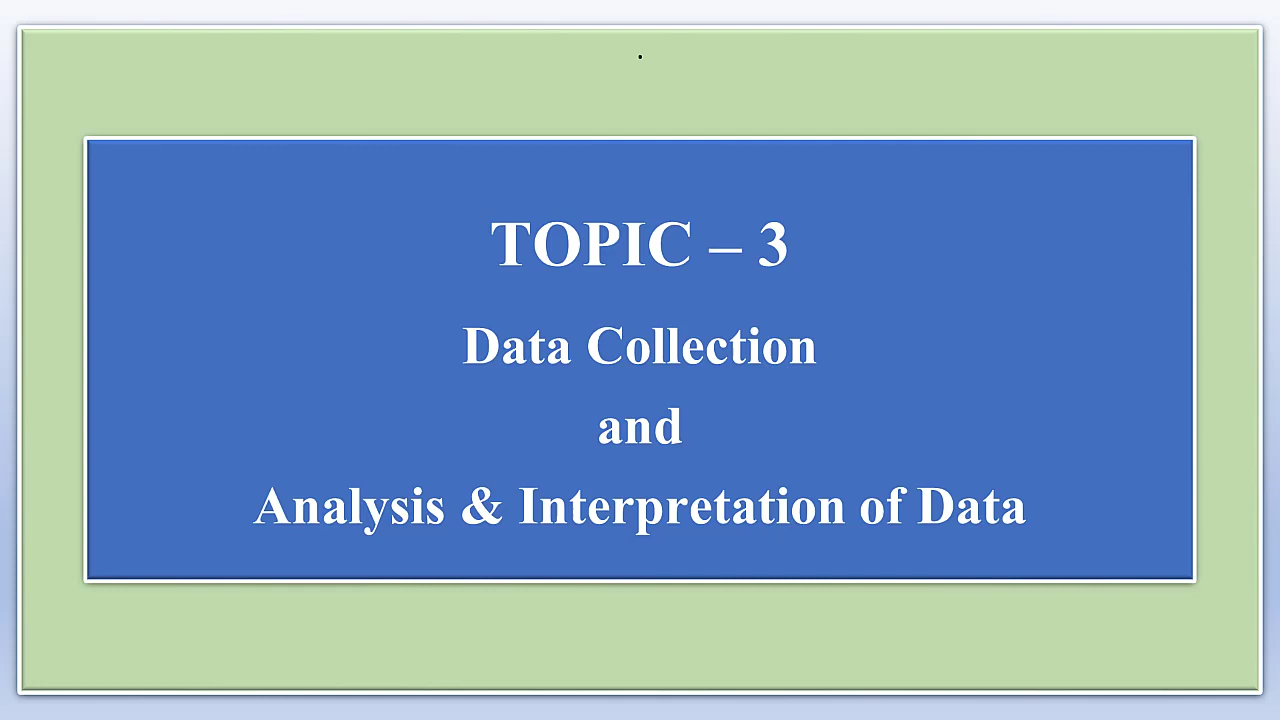 .
TOPIC – 3
Data Collection
and
Analysis & Interpretation of Data